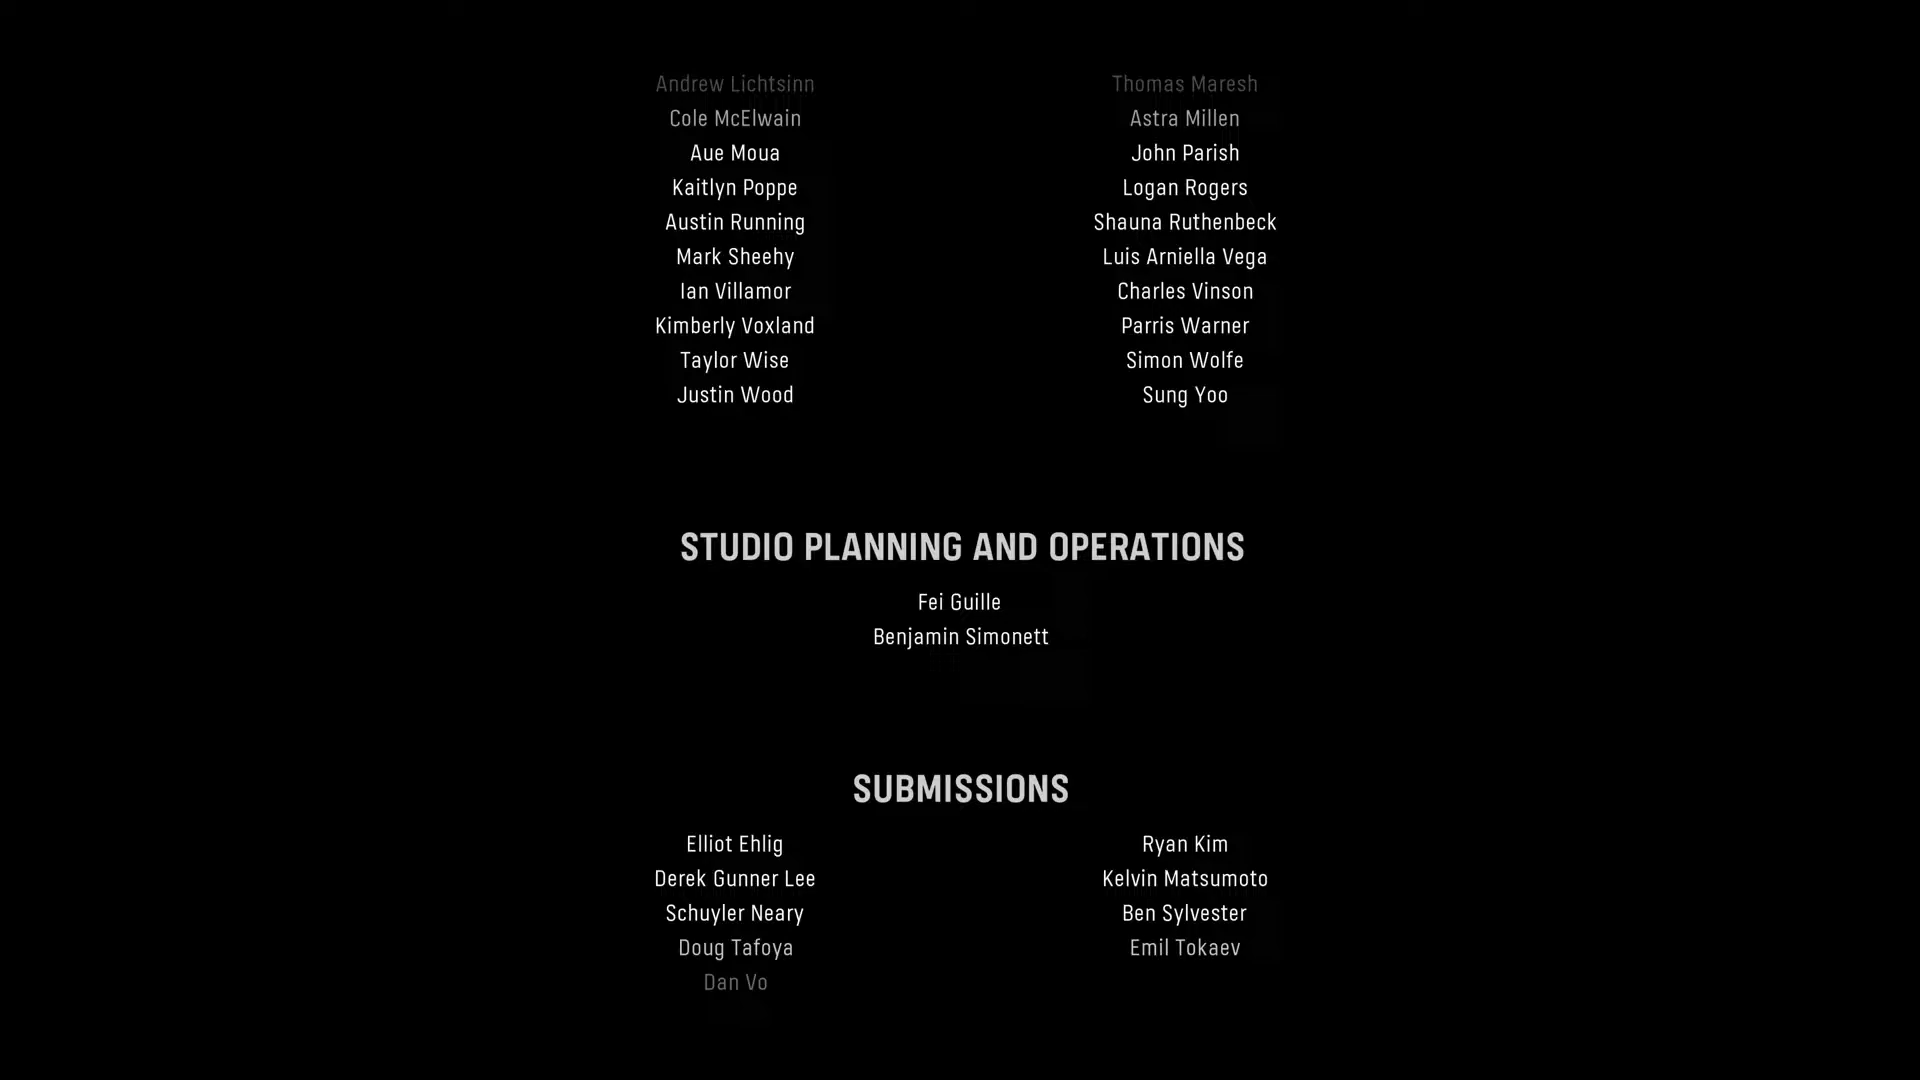 Andrew Lichtsinn Thomas Maresh
Cole McElwain Astra Millen
Aue Moua John Parish
Kaitlyn Poppe Logan Rogers
Austin Running Shauna Ruthenbeck
Mark Sheehy Luis Arniella Vega
Ian Villamor Charles Vinson
Kimberly Voxland Parris Warner
Taylor Wise Simon Wolfe
Justin Wood Sung Yoo
STUDIO PLANNING AND OPERATIONS
Fei Guille
Benjamin Simonett
SUBMISSIONS
Elliot Ehlig Ryan Kim
Derek Gunner Lee Kelvin Matsumoto
Schuyler Neary Ben Sylvester
Doug Tafoya Emil Tokaev
Dan Vo